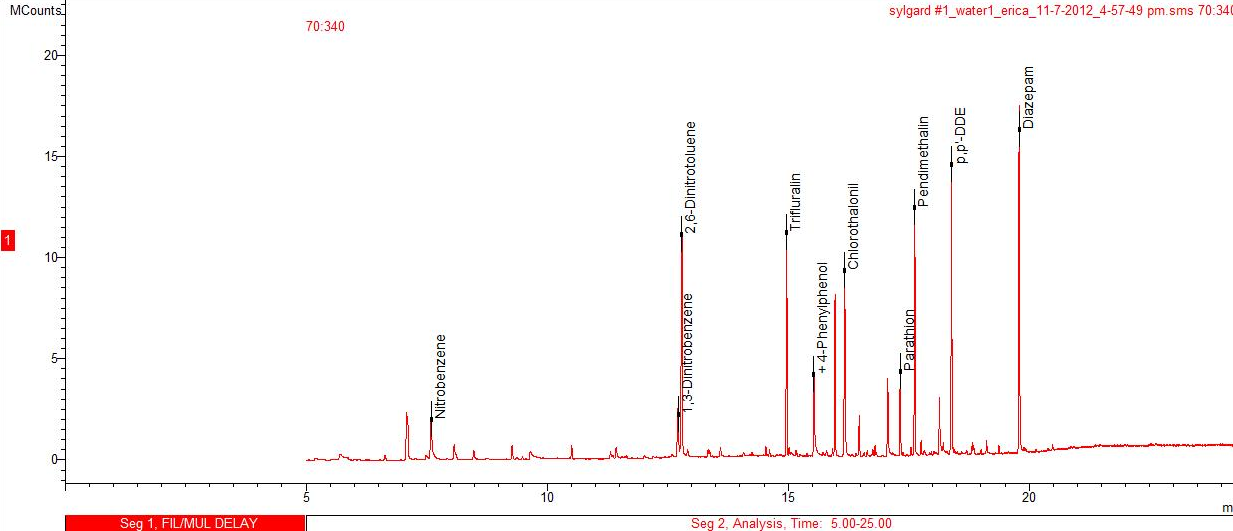 MCounts
sylgard #1_water1_erica_11-7-2012_4-57-49 pm.sms 70:340
70:340
20
15
10
5
0
1
Nitrobenzene
1,3-Dinitrobenzene
2,6-Dinitrotoluene
Trifluralin
+ 4-Phenylphenol
Chlorothalonil
Parathion
Pendimethalin
p,p'-DDE
Diazepam
5
10
15
20
m
Seg 1, FIL/MUL DELAY
Seg 2, Analysis, Time: 5.00-25.00